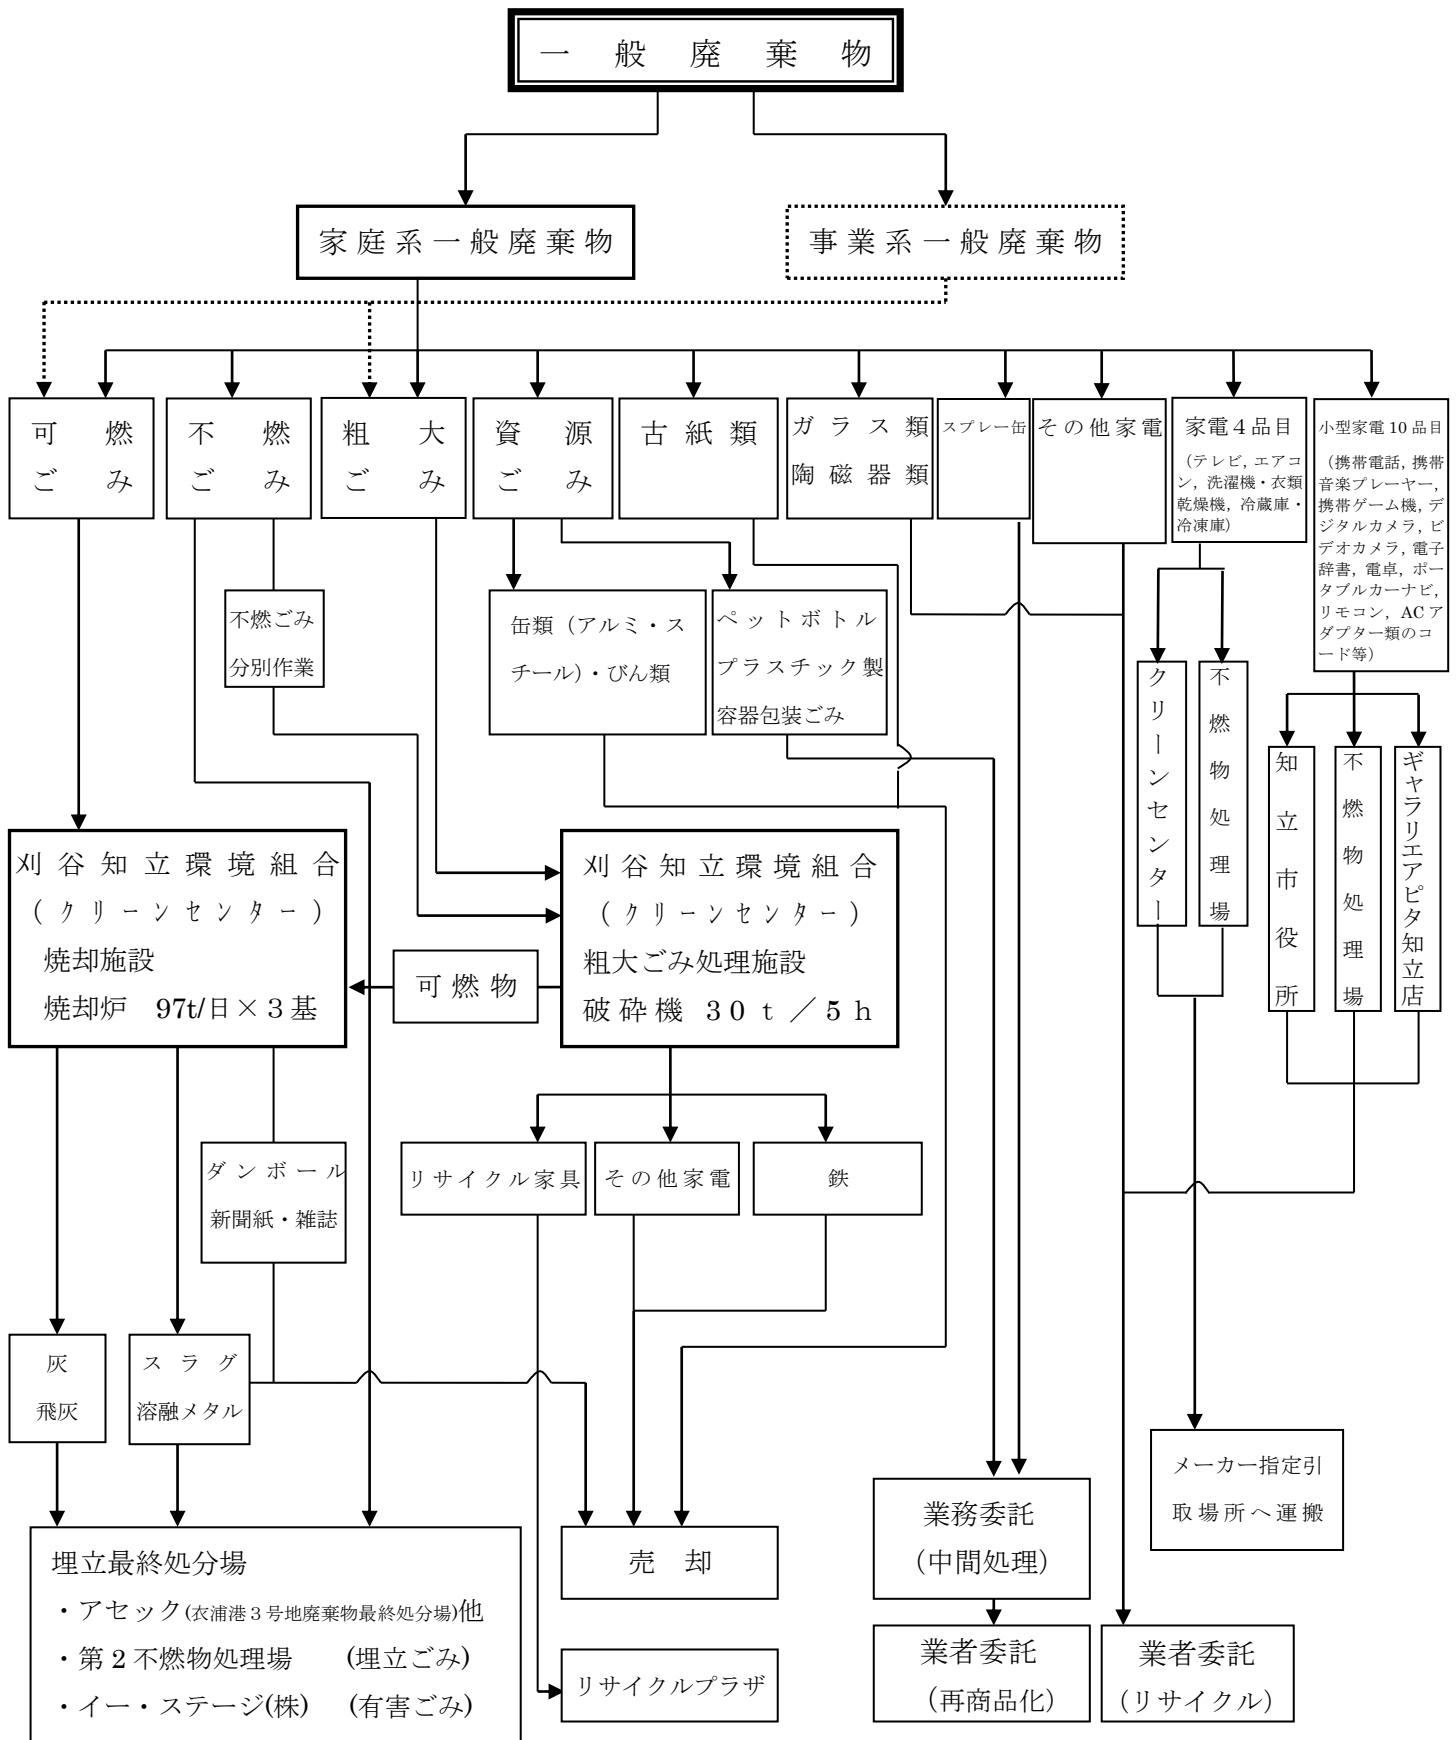 一般廃棄物
家庭系一般廃棄物
事業系一般廃棄物
可燃
ごみ
不燃
ごみ
粗大
ごみ
資源
ごみ
古紙類
ガラス類
陶磁器類
スプレー缶
その他家電
家電４品目
（テレビ, エアコ
ン, 洗濯機・衣類
乾燥機, 冷蔵庫・
冷凍庫）
小型家電 10 品目
（携帯電話, 携帯
音楽プレーヤー,
携帯ゲーム機, デ
ジタルカメラ, ビ
デオカメラ, 電子
辞書, 電卓, ポー
タブルカーナビ,
リモコン, AC ア
ダプター類のコ
ード等）
不燃ごみ
分別作業
缶類（アルミ・ス
チール）・びん類
ペットボトル
プラスチック製
容器包装ごみ
クリーンセンター
不燃物処理場
知立市役所
不燃物処理場
ギャラリエアピタ知立店
刈谷知立環境組合
（クリーンセンター）
焼却施設
焼却炉　97t/日×３基
可燃物
刈谷知立環境組合
（クリーンセンター）
粗大ごみ処理施設
破砕機 30ｔ／5ｈ
ダンボール
新聞紙・雑誌
リサイクル家具
その他家電
鉄
灰
飛灰
スラグ
溶融メタル
メーカー指定引
取場所へ運搬
埋立最終処分場
・アセック(衣浦港３号地廃棄物最終処分場)他
・第２不燃物処理場　(埋立ごみ)
・イー・ステージ(株)　(有害ごみ)
売却
リサイクルプラザ
業務委託
（中間処理）
業者委託
（再商品化）
業者委託
（リサイクル）